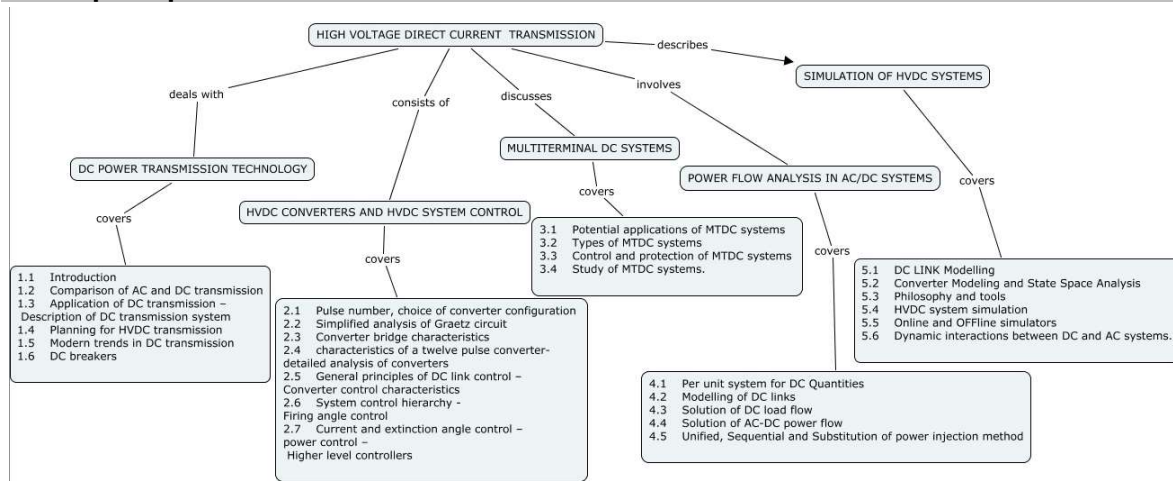 HIGH VOLTAGE DIRECT CURRENT TRANSMISSION
describes
SIMULATION OF HVDC SYSTEMS
deals with
consists of
discusses
involves
MULTITERMINAL DC SYSTEMS
DC POWER TRANSMISSION TECHNOLOGY
POWER FLOW ANALYSIS IN AC/DC SYSTEMS
covers
HVDC CONVERTERS AND HVDC SYSTEM CONTROL
covers
covers
covers
covers
1.1 Introduction
1.2 Comparison of AC and DC transmission
1.3 Application of DC transmission –
Description of DC transmission system
1.4 Planning for HVDC transmission
1.5 Modern trends in DC transmission
1.6 DC breakers
2.1 Pulse number, choice of converter configuration
2.2 Simplified analysis of Graetz circuit
2.3 Converter bridge characteristics
2.4 characteristics of a twelve pulse converter-
detailed analysis of converters
2.5 General principles of DC link control –
Converter control characteristics
2.6 System control hierarchy -
Firing angle control
2.7 Current and extinction angle control –
power control –
Higher level controllers
3.1 Potential applications of MTDC systems
3.2 Types of MTDC systems
3.3 Control and protection of MTDC systems
3.4 Study of MTDC systems.
4.1 Per unit system for DC Quantities
4.2 Modelling of DC links
4.3 Solution of DC load flow
4.4 Solution of AC-DC power flow
4.5 Unified, Sequential and Substitution of power injection method
5.1 DC LINK Modelling
5.2 Converter Modeling and State Space Analysis
5.3 Philosophy and tools
5.4 HVDC system simulation
5.5 Online and OFFline simulators
5.6 Dynamic interactions between DC and AC systems.